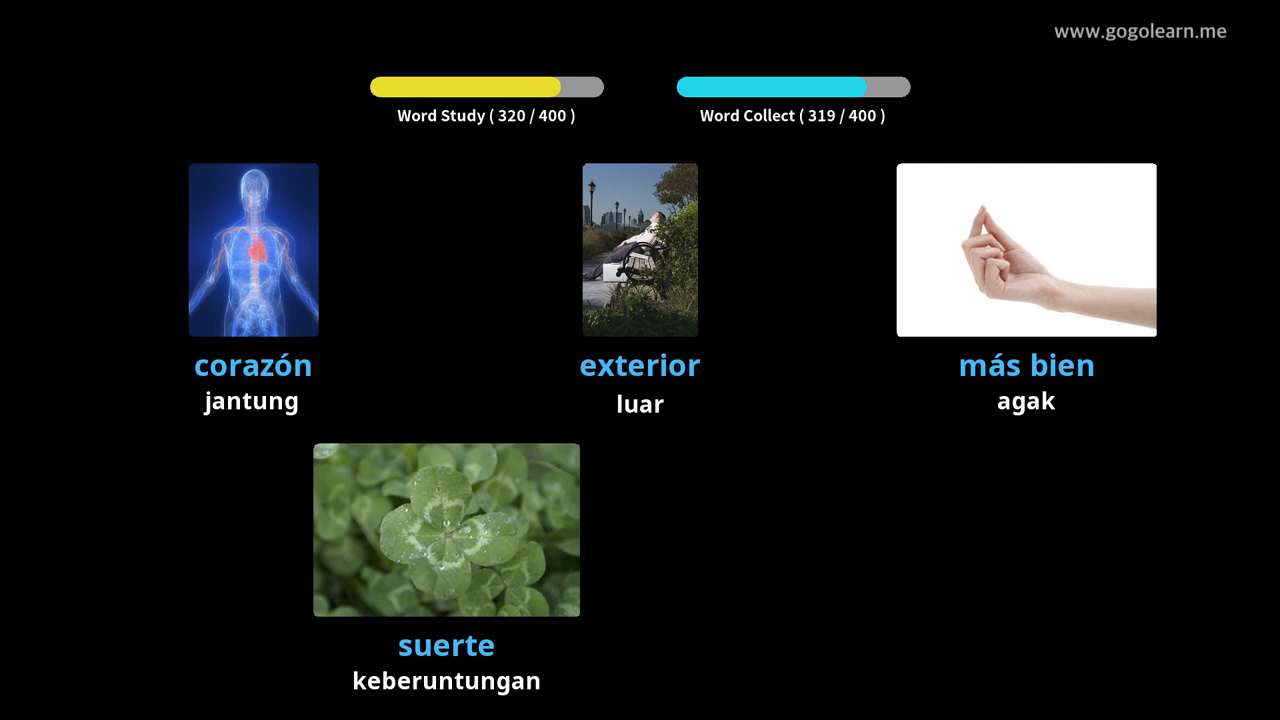 www.gogolearn.me
Word Study ( 320 / 400 )
Word Collect ( 319 / 400 )
corazón
jantung
exterior
luar
más bien
agak
suerte
keberuntungan